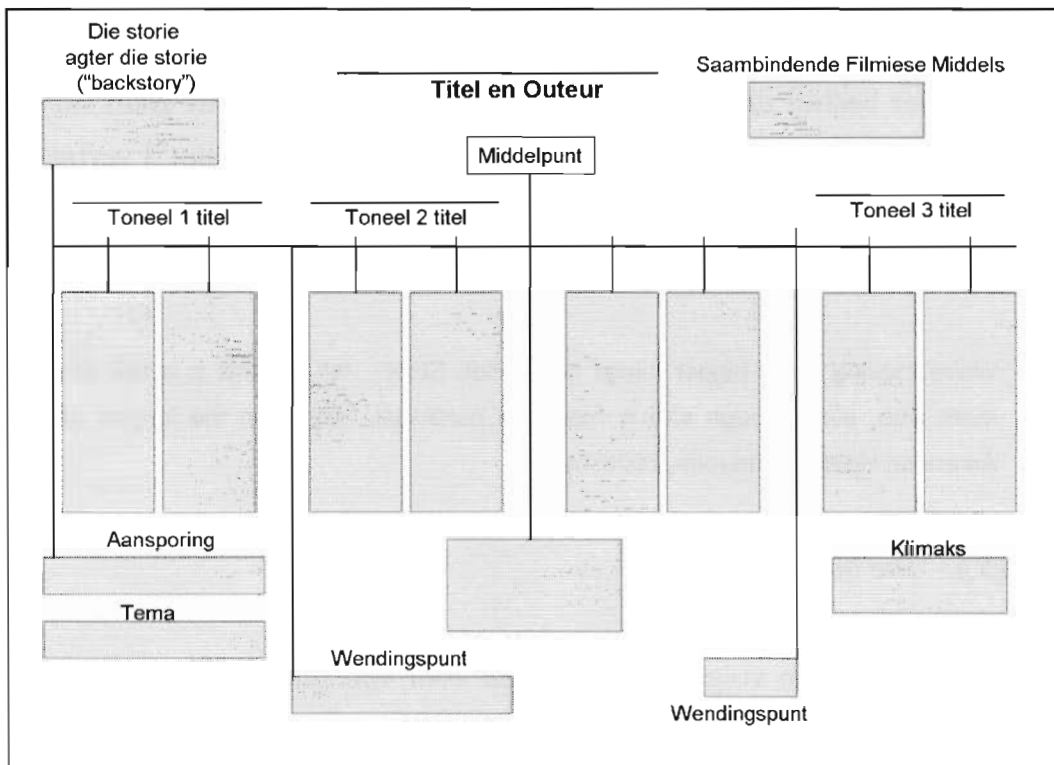 Die storie
agter die storie
("backstory")
Titel en Outeur
Saambindende Filmiese Middels
Middelpunt
Toneel 1 titel
Toneel 2 titel
Toneel 3 titel
Aansporing
Tema
Klimaks
Wendingspunt
Wendingspunt